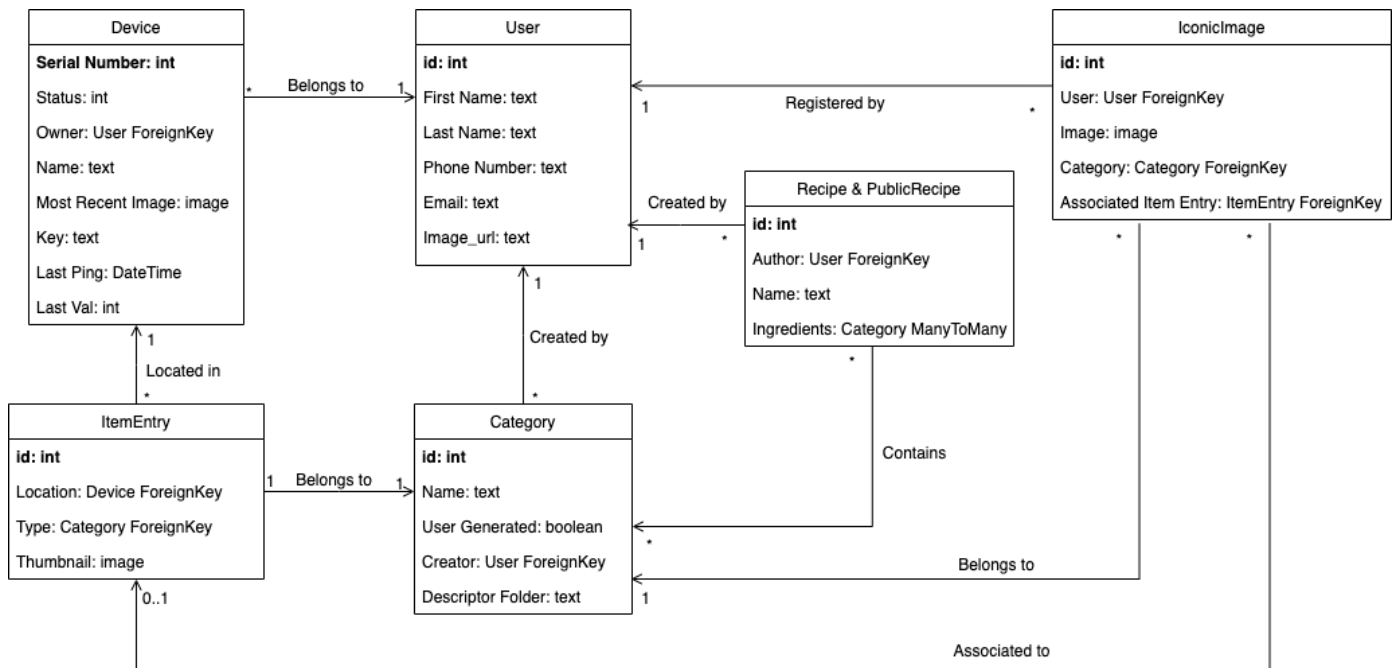 Device
Serial Number: int
Status: int
Owner: User ForeignKey
Name: text
Most Recent Image: image
Key: text
Last Ping: DateTime
Last Val: int
*
Belongs to
1
User
id: int
First Name: text
Last Name: text
Phone Number: text
Email: text
Image_url: text
1
Registered by
*
IconicImage
id: int
User: User ForeignKey
Image: image
Category: Category ForeignKey
Associated Item Entry: ItemEntry ForeignKey
Created by
1
*
Recipe & PublicRecipe
id: int
Author: User ForeignKey
Name: text
Ingredients: Category ManyToMany
1
Located in
*
1
Created by
*
*
Contains
*
*
*
ItemEntry
id: int
Location: Device ForeignKey
Type: Category ForeignKey
Thumbnail: image
1
Belongs to
1
Category
id: int
Name: text
User Generated: boolean
Creator: User ForeignKey
Descriptor Folder: text
Belongs to
1
0..1
Associated to